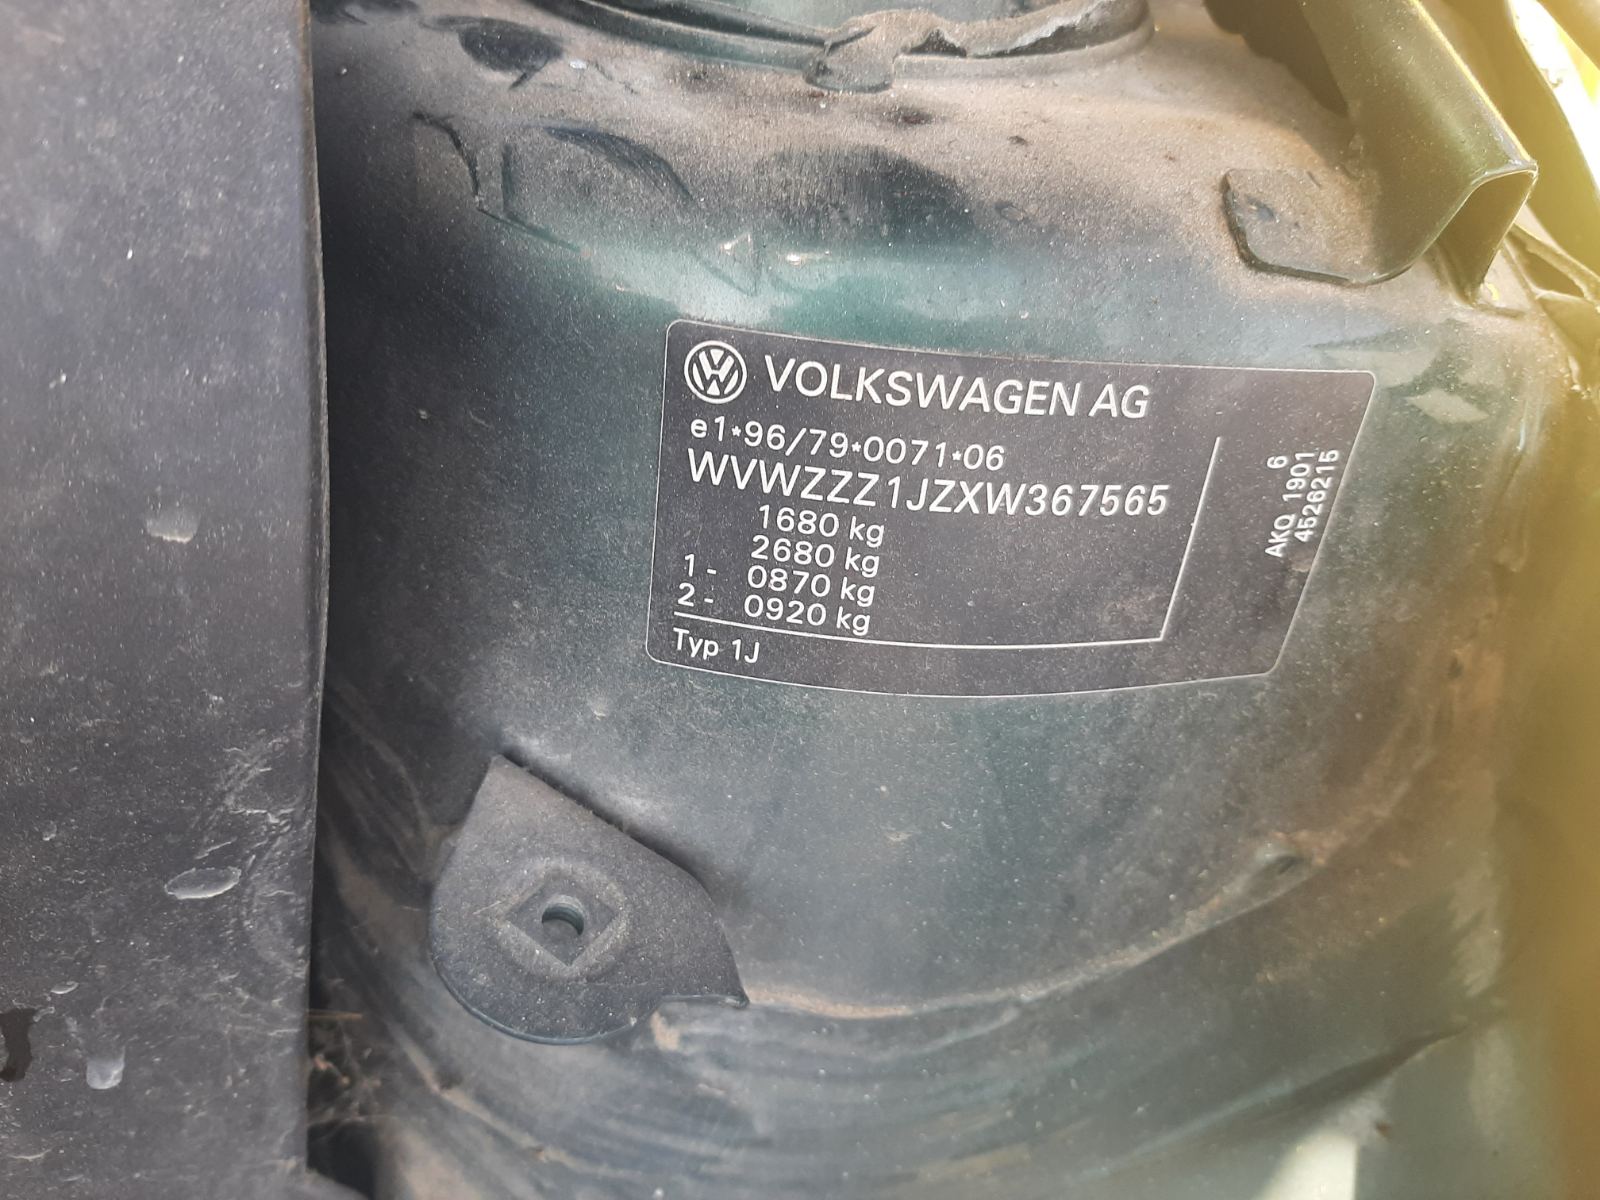 VOLKSWAGEN AG
e1*96/79*0071*06
WVWZZZ1JZXW367565
1680 kg
2680 kg
1 - 0870 kg
2 - 0920 kg
Typ 1J
6
AKQ 1901
4526215